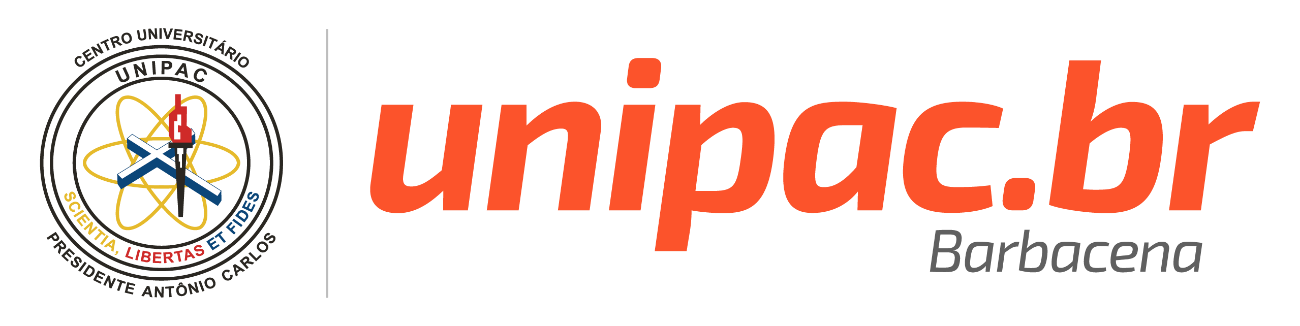 CENTRO UNIVERSITÁRIO
UNIPAC
SCIENTIA, LIBERTAS ET FIDES
PRESIDENTE ANTÔNIO CARLOS
unipac.br
Barbacena